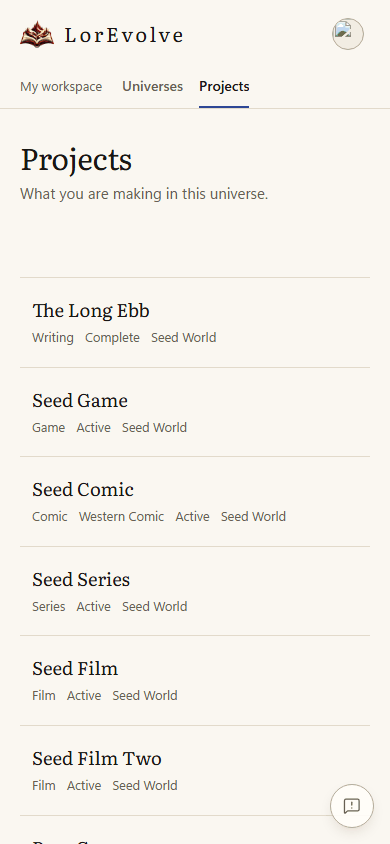 LorEvolve
My workspace Universes Projects
Projects
What you are making in this universe.
The Long Ebb
Writing Complete Seed World
Seed Game
Game Active Seed World
Seed Comic
Comic Western Comic Active Seed World
Seed Series
Series Active Seed World
Seed Film
Film Active Seed World
Seed Film Two
Film Active Seed World